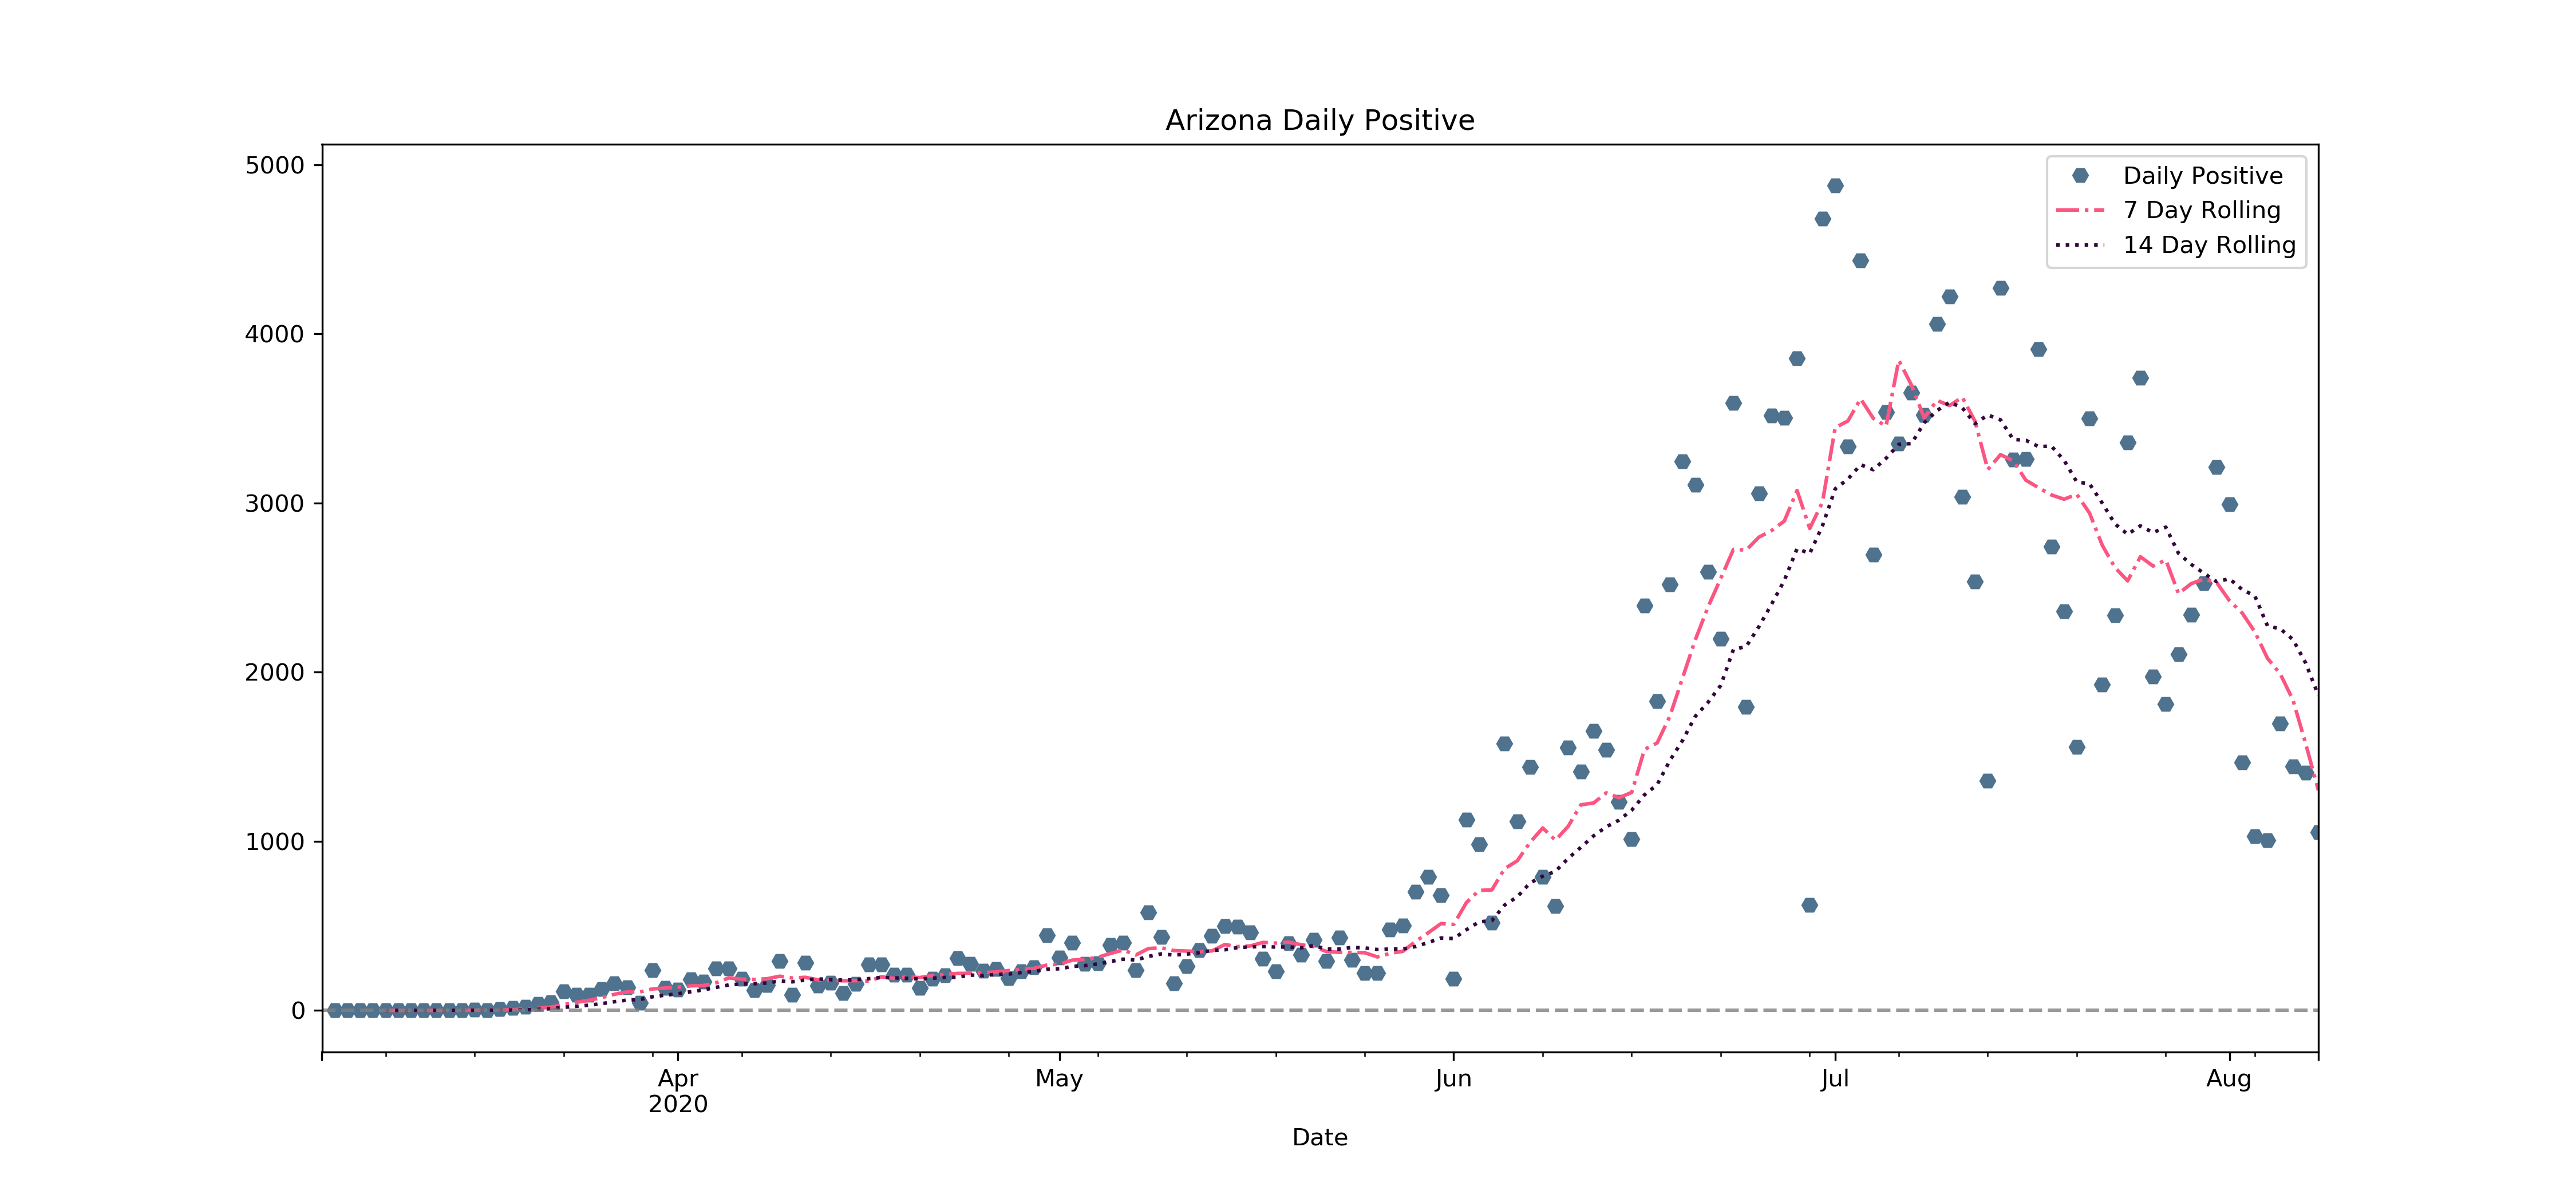 Arizona Daily Positive
5000
4000
3000
2000
1000
0
Daily Positive
7 Day Rolling
14 Day Rolling
Apr
2020
May
Jun
Jul
Aug
Date